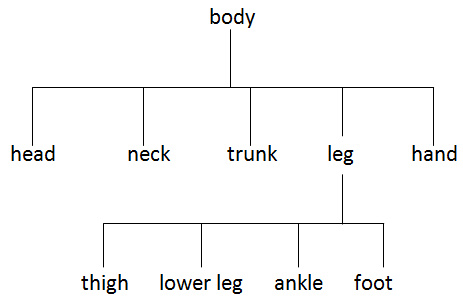 body
head neck trunk leg hand
thigh lower leg ankle foot